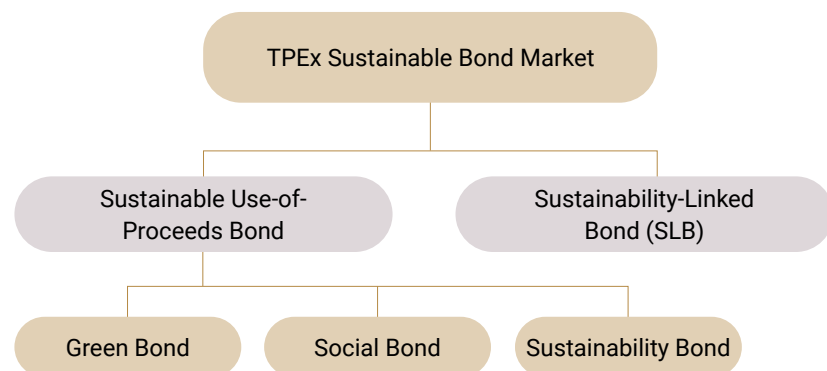 TPEx Sustainable Bond Market
Sustainable Use-of-
Proceeds Bond
Sustainability-Linked
Bond (SLB)
Green Bond
Social Bond
Sustainability Bond